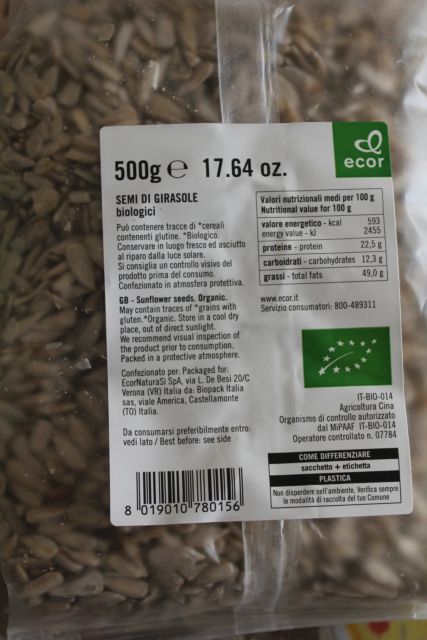 500g ℮ 17.64 oz.
ecor
SEMI DI GIRASOLE
biologici
Può contenere tracce di *cereali
contenenti glutine. *Biologico.
Conservare in luogo fresco ed asciutto
al riparo dalla luce solare.
Si consiglia un controllo visivo del
prodotto prima del consumo.
Confezionato in atmosfera protettiva.
GB - Sunflower seeds. Organic.
May contain traces of *grains with
gluten.*Organic. Store in a cool dry
place, out of direct sunlight.
We recommend visual inspection of
the product prior to consumption.
Packed in a protective atmosphere.
Confezionato per: Packaged for:
EcorNaturaSì SpA, via L. De Besi 20/C
Verona (VR) Italia da: Biopack Italia
sas, viale America, Castellamonte
(TO) Italia.
Da consumarsi preferibilmente entro:
vedi lato / Best before: see side
8 019010 780156
Valori nutrizionali medi per 100 g
Nutritional value for 100 g
valore energetico - kcal 593
energy value - kJ 2455
proteine - protein 22,5 g
carboidrati - carbohydrates 12,3 g
grassi - total fats 49,0 g
www.ecor.it
Servizio consumatori: 800-489311
IT-BIO-014
Agricoltura Cina
Organismo di controllo autorizzato
dal MiPAAF IT-BIO-014
Operatore controllato n. 07784
COME DIFFERENZIARE
sacchetto + etichetta
PLASTICA
Non disperdere nell'ambiente. Verifica sempre
le modalità di raccolta del tuo Comune